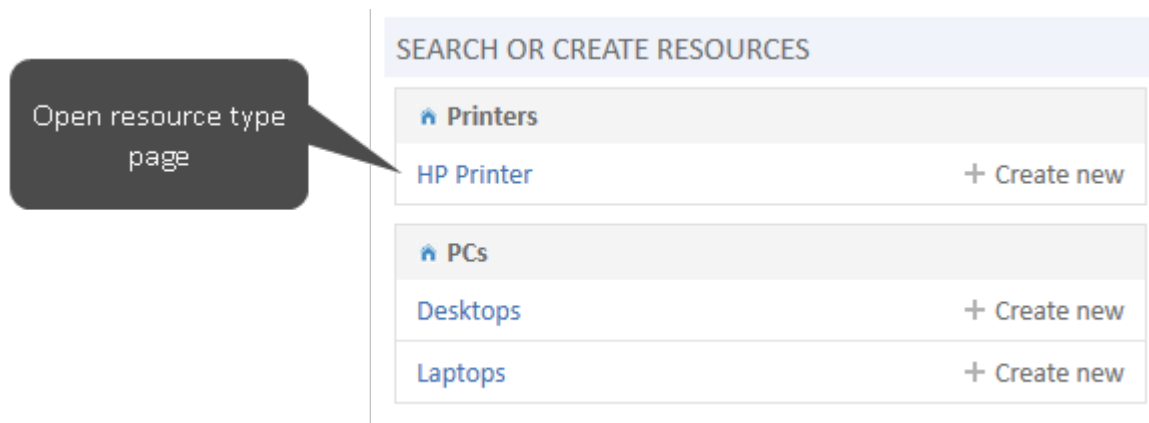 SEARCH OR CREATE RESOURCES
Open resource type
page
Printers
HP Printer + Create new
PCs
Desktops + Create new
Laptops + Create new